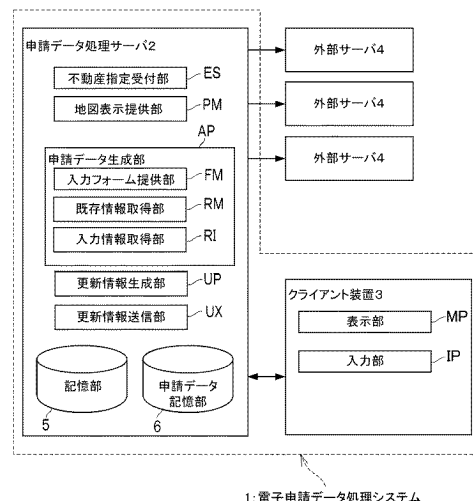 申請データ処理サーバ2
不動産指定受付部
ES
地図表示提供部
PM
AP
申請データ生成部
入力フォーム提供部
FM
既存情報取得部
RM
入力情報取得部
RI
更新情報生成部
UP
更新情報送信部
UX
記憶部
5
申請データ
記憶部
6
外部サーバ4
外部サーバ4
外部サーバ4
クライアント装置3
表示部
MP
入力部
IP
1:電子申請データ処理システム